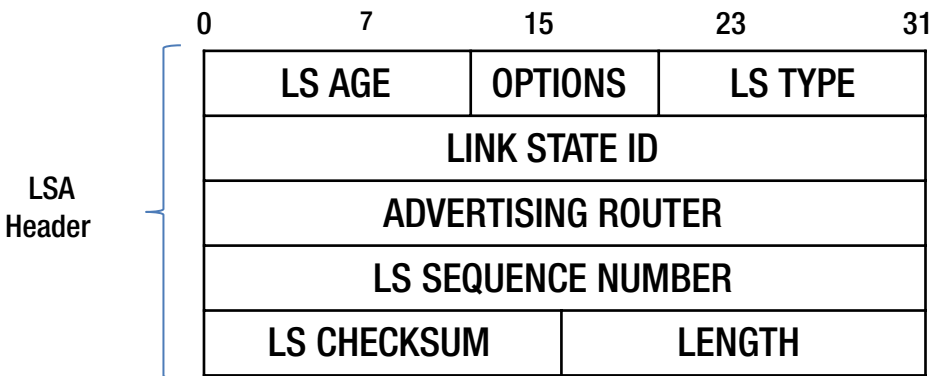 0 7 15 23 31
LS AGE OPTIONS LS TYPE
LINK STATE ID
LSA
Header
ADVERTISING ROUTER
LS SEQUENCE NUMBER
LS CHECKSUM LENGTH